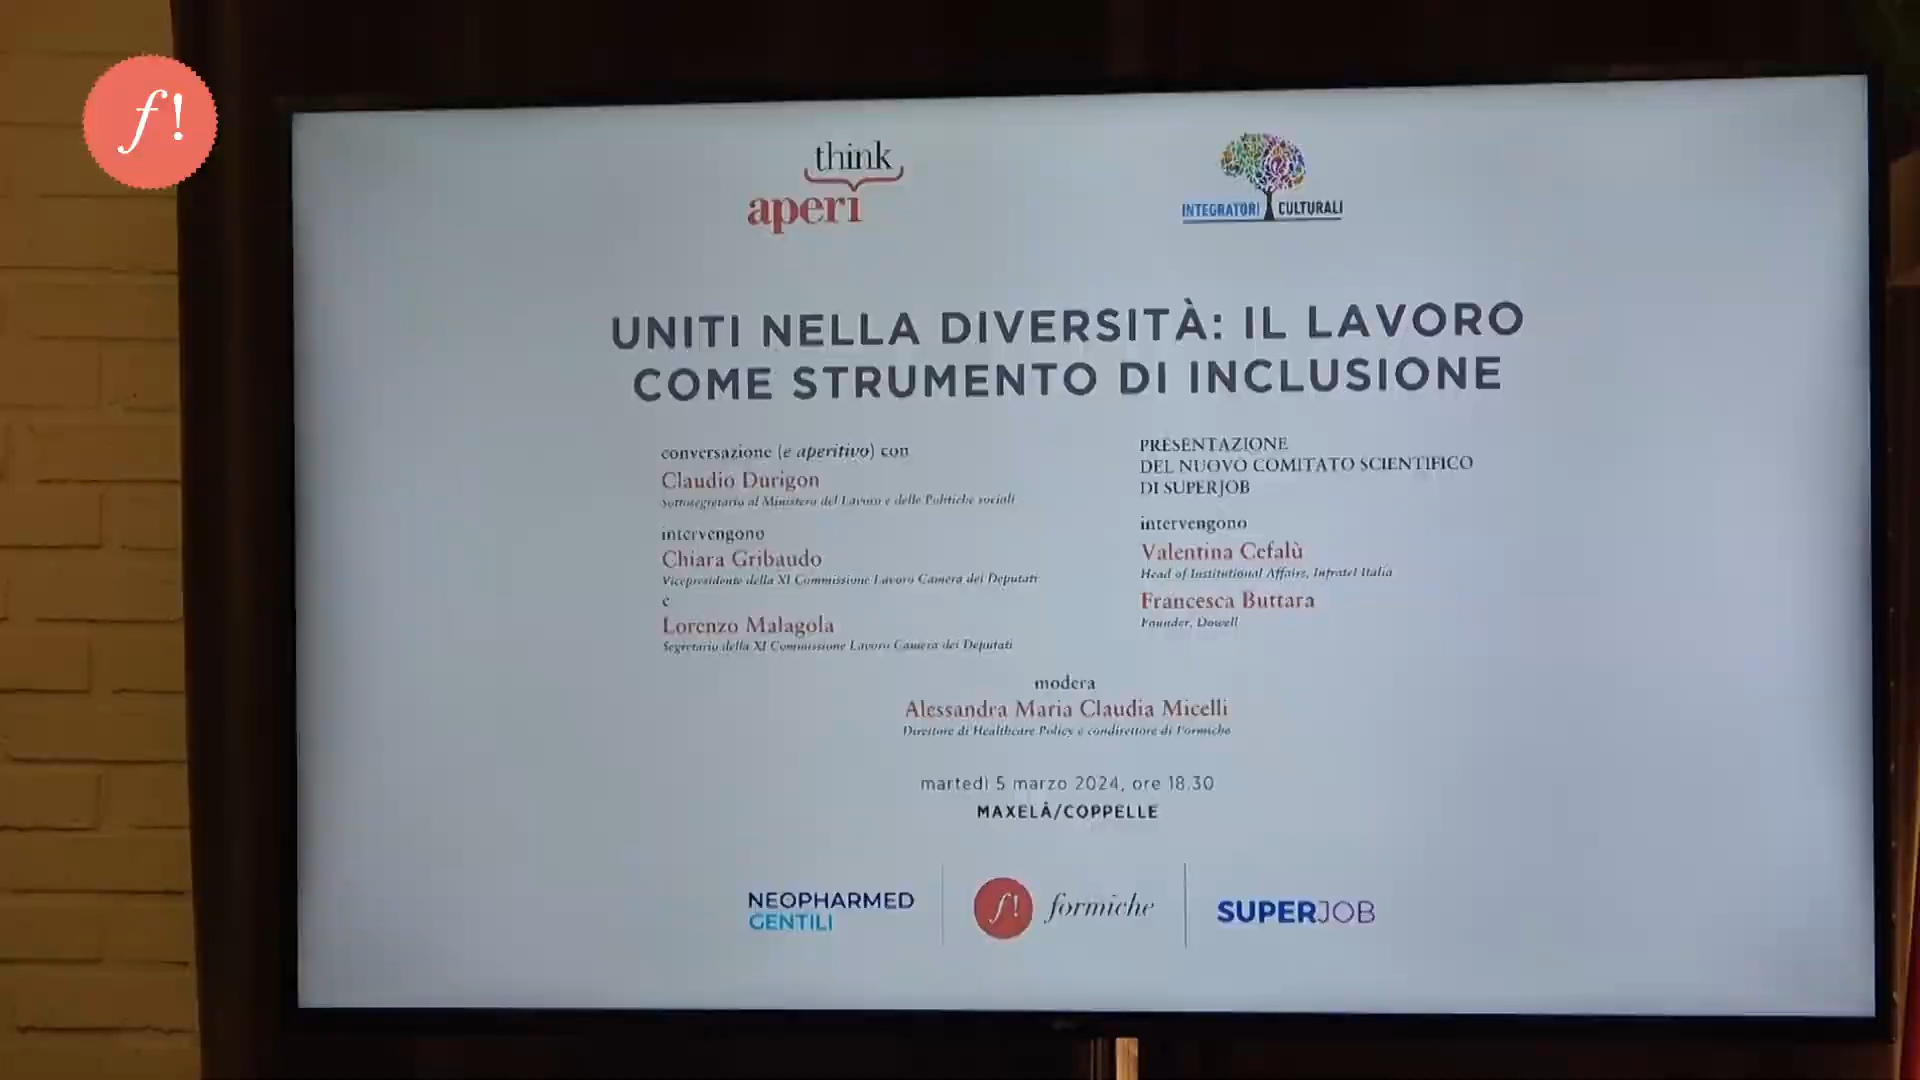 f!
think
aperi
INTEGRATORI CULTURALI
UNITI NELLA DIVERSITÀ: IL LAVORO
COME STRUMENTO DI INCLUSIONE
conversazione (e aperitivo) con
Claudio Durigon
Sottosegretario al Ministero del Lavoro e delle Politiche sociali
intervengono
Chiara Gribaudo
Vicepresidente della XI Commissione Lavoro Camera dei Deputati
e
Lorenzo Malagola
Segretario della XI Commissione Lavoro Camera dei Deputati
PRESENTAZIONE
DEL NUOVO COMITATO SCIENTIFICO
DI SUPERJOB
intervengono
Valentina Cefalù
Head of Institutional Affairs, Infratel Italia
Francesca Buttara
Founder, Dowell
modera
Alessandra Maria Claudia Micelli
Direttore di Healthcare Policy e condirettore di Formiche
martedì 5 marzo 2024, ore 18.30
MAXELÀ/COPPELLE
NEOPHARMED
GENTILI
f! formiche
SUPERJOB